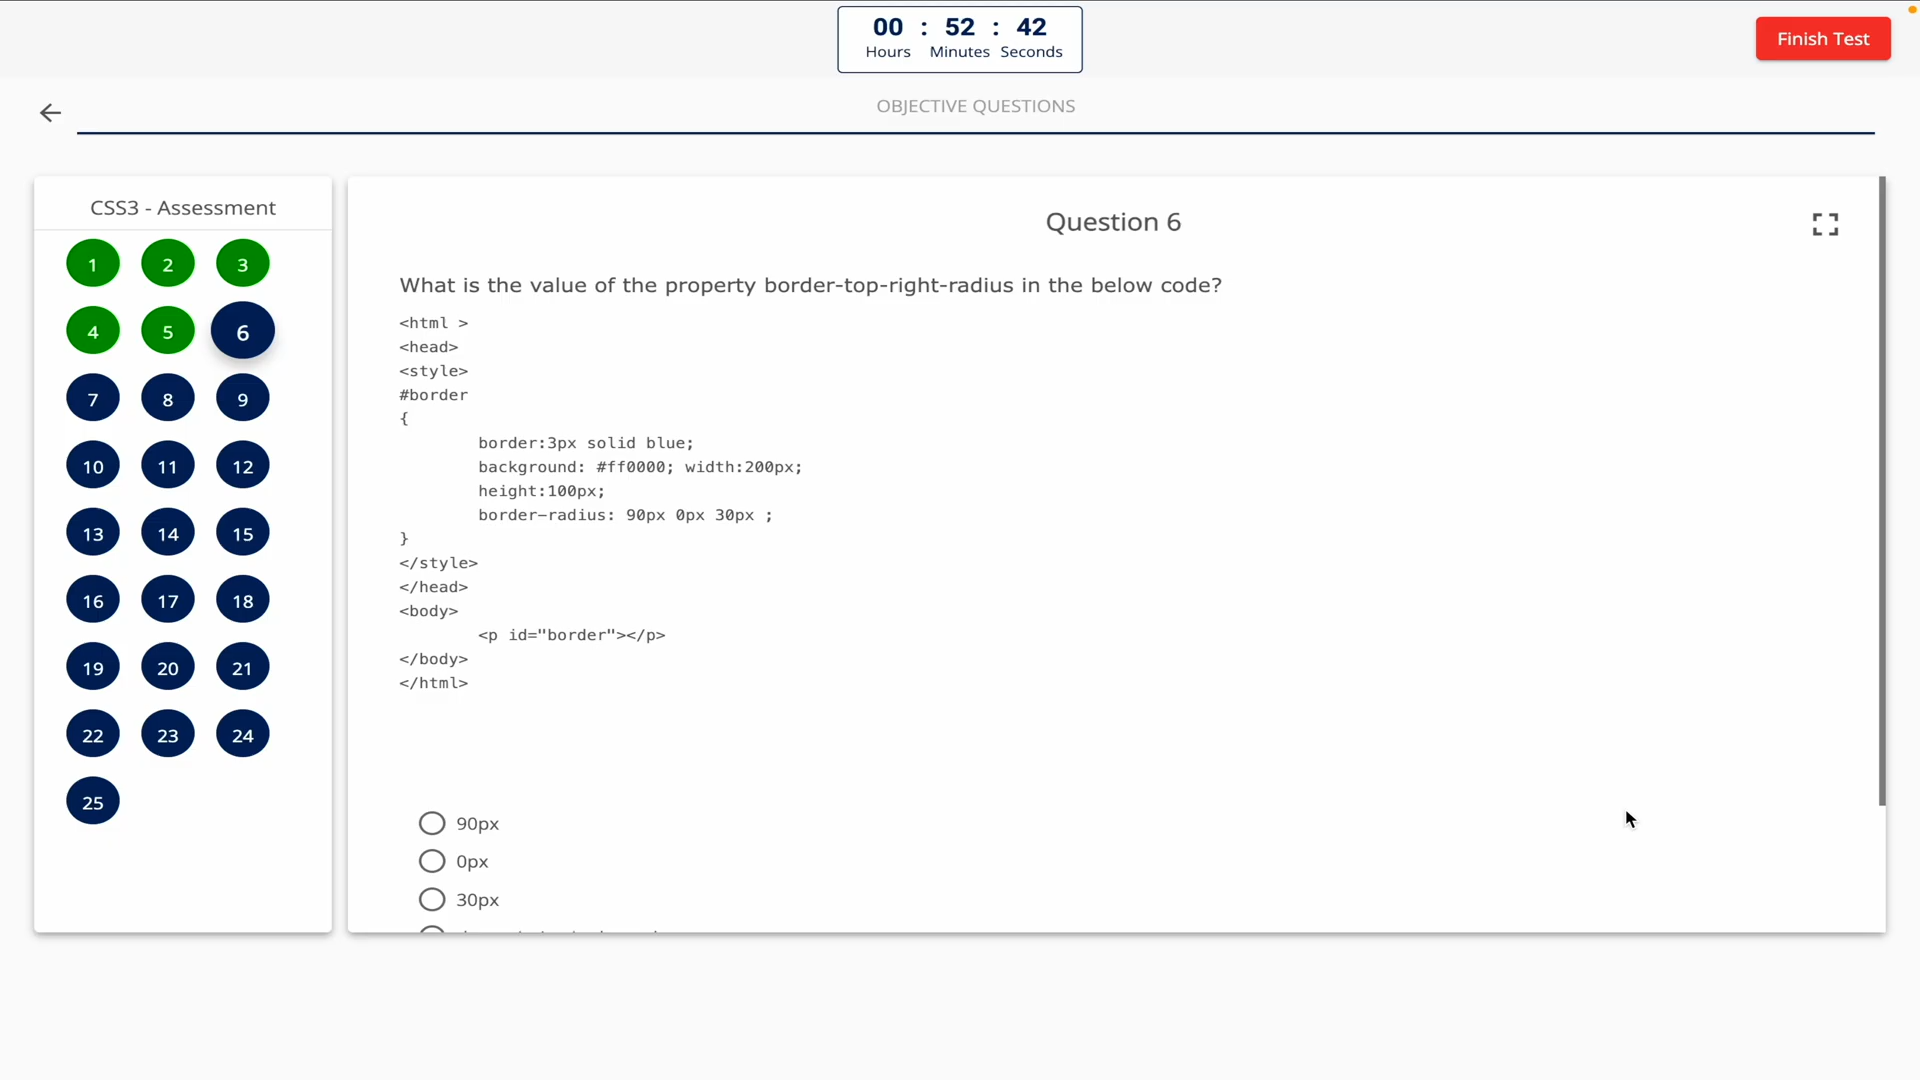 00 : 52 : 42
Hours Minutes Seconds
Finish Test
OBJECTIVE QUESTIONS
CSS3 - Assessment
1 2 3
4 5 6
7 8 9
10 11 12
13 14 15
16 17 18
19 20 21
22 23 24
25
Question 6
What is the value of the property border-top-right-radius in the below code?
<html >
<head>
<style>
#border
{
border:3px solid blue;
background: #ff0000; width:200px;
height:100px;
border-radius: 90px 0px 30px ;
}
</style>
</head>
<body>
<p id="border"></p>
</body>
</html>
90px
0px
30px